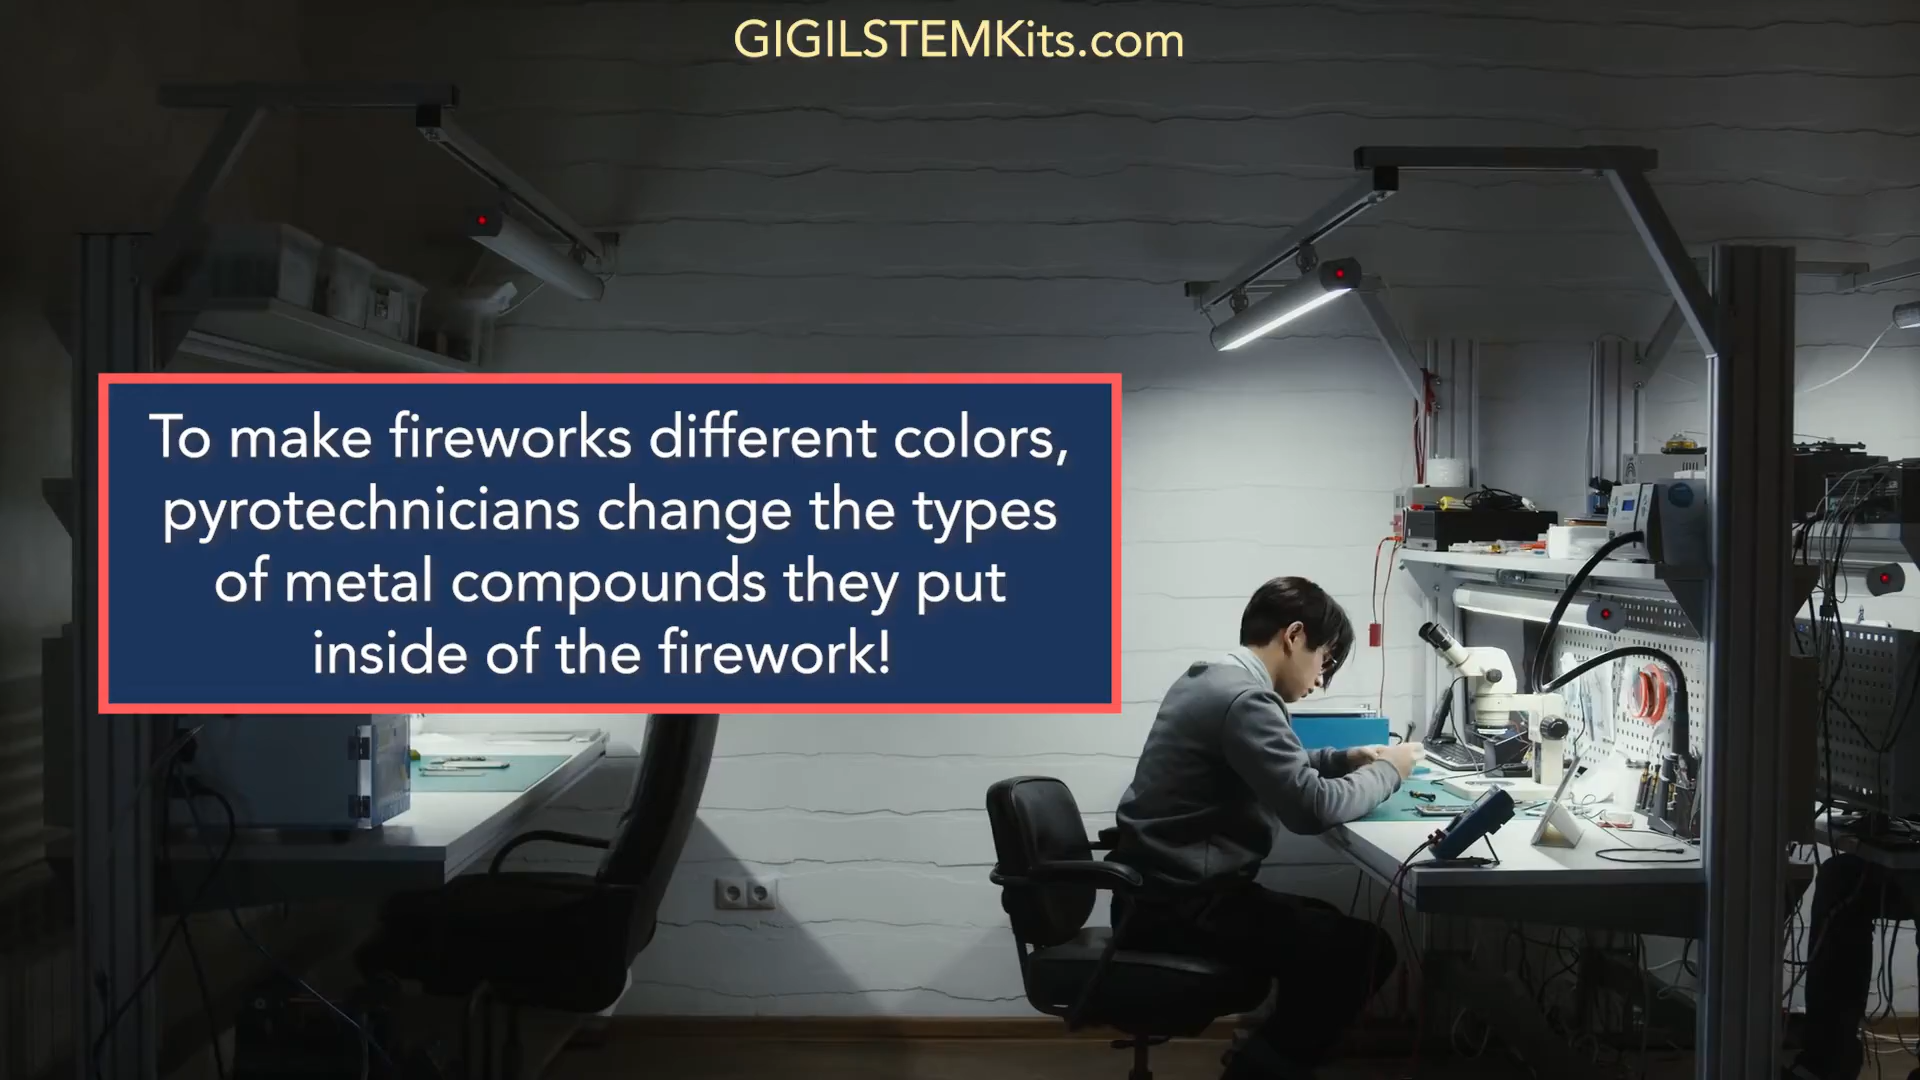 GIGILSTEMKits.com
To make fireworks different colors,
pyrotechnicians change the types
of metal compounds they put
inside of the firework!